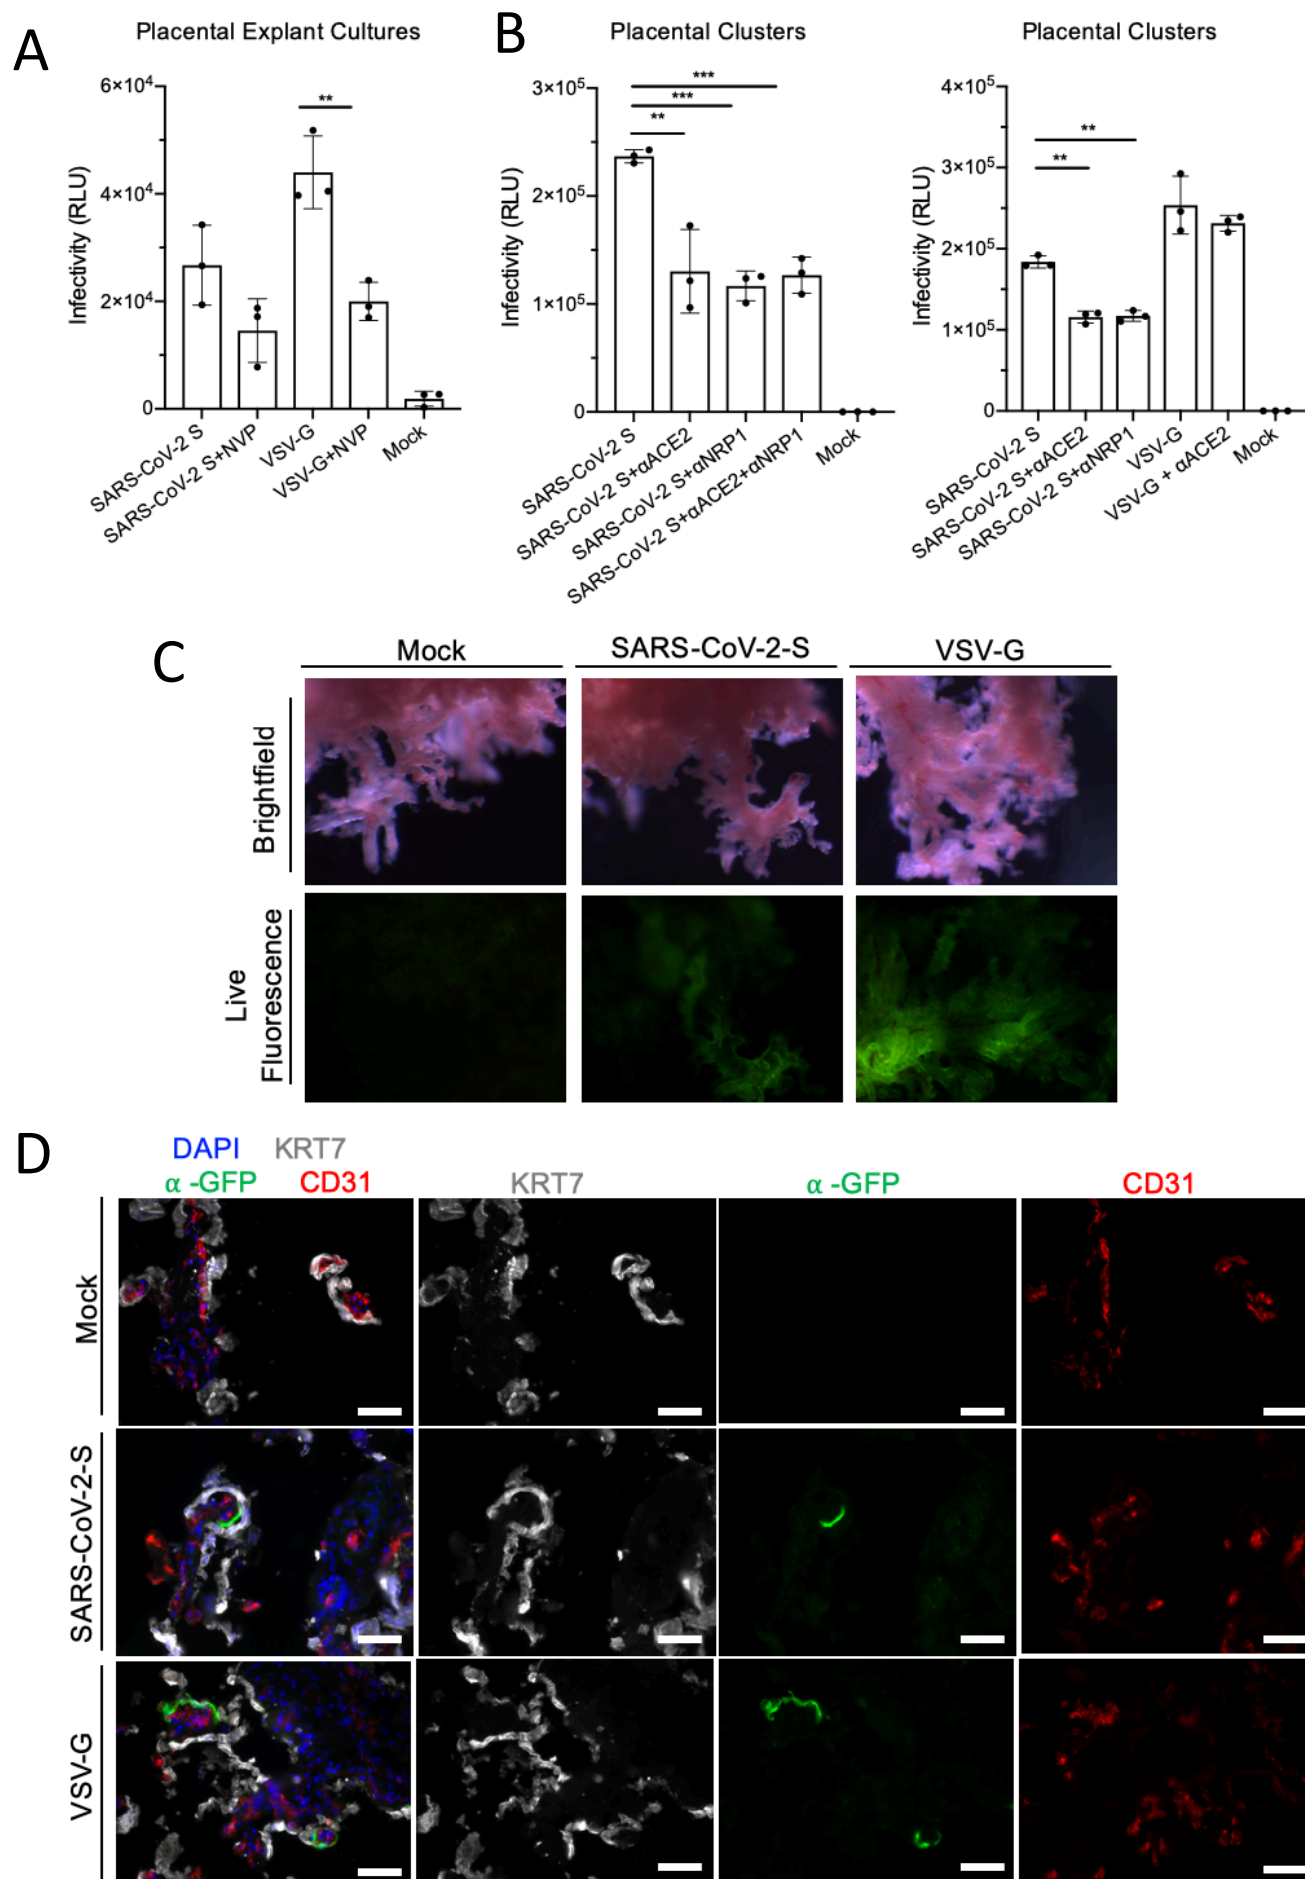 A
Placental Explant Cultures
6×10⁴
4×10⁴
2×10⁴
0
Infectivity (RLU)
**
SARS-CoV-2 S
SARS-CoV-2 S+NVP
VSV-G
VSV-G+NVP
Mock
B
Placental Clusters
3×10⁵
2×10⁵
1×10⁵
0
Infectivity (RLU)
***
***
**
SARS-CoV-2 S
SARS-CoV-2 S+αACE2
SARS-CoV-2 S+αNRP1
SARS-CoV-2 S+αACE2+αNRP1
Mock
Placental Clusters
4×10⁵
3×10⁵
2×10⁵
1×10⁵
0
Infectivity (RLU)
**
**
SARS-CoV-2 S
SARS-CoV-2 S+αACE2
SARS-CoV-2 S+αNRP1
VSV-G
VSV-G + αACE2
Mock
C
Mock
SARS-CoV-2-S
VSV-G
Brightfield
Live
Fluorescence
D
DAPI KRT7
α -GFP CD31
KRT7
α -GFP
CD31
Mock
SARS-CoV-2-S
VSV-G